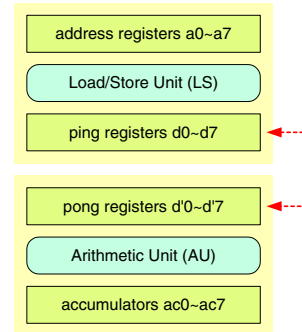 address registers a0~a7
Load/Store Unit (LS)
ping registers d0~d7
pong registers d'0~d'7
Arithmetic Unit (AU)
accumulators ac0~ac7